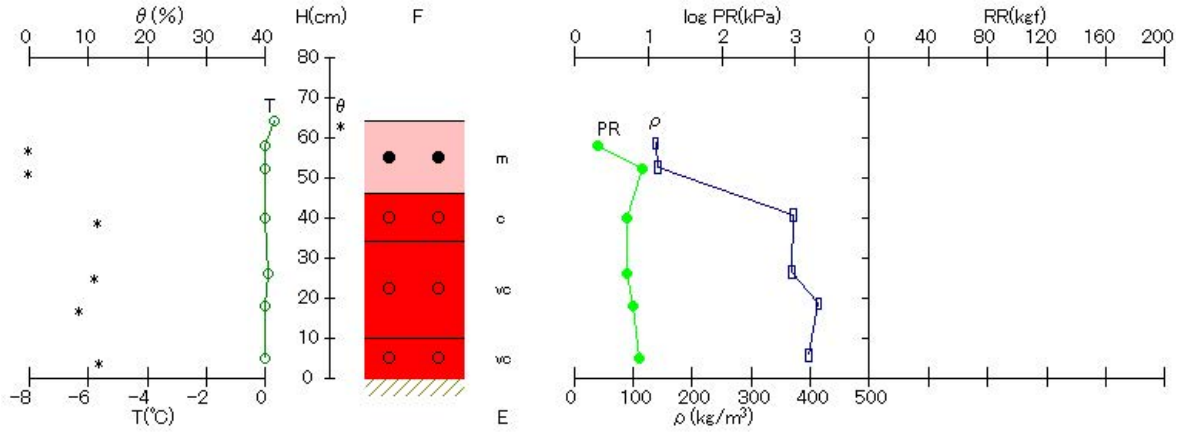 θ(%) H(cm) F log PR(kPa) RR(kgf)
0 10 20 30 40 0 1 1 3 0 40 80 120 160 200
80
70
T θ
* PR ρ
60
* m
50
*
40 c
*
30
* vc
20
*
10
* vc
0
-8 -6 -4 -2 0 0 100 200 300 400 500
T(℃) E ρ(kg/m³)